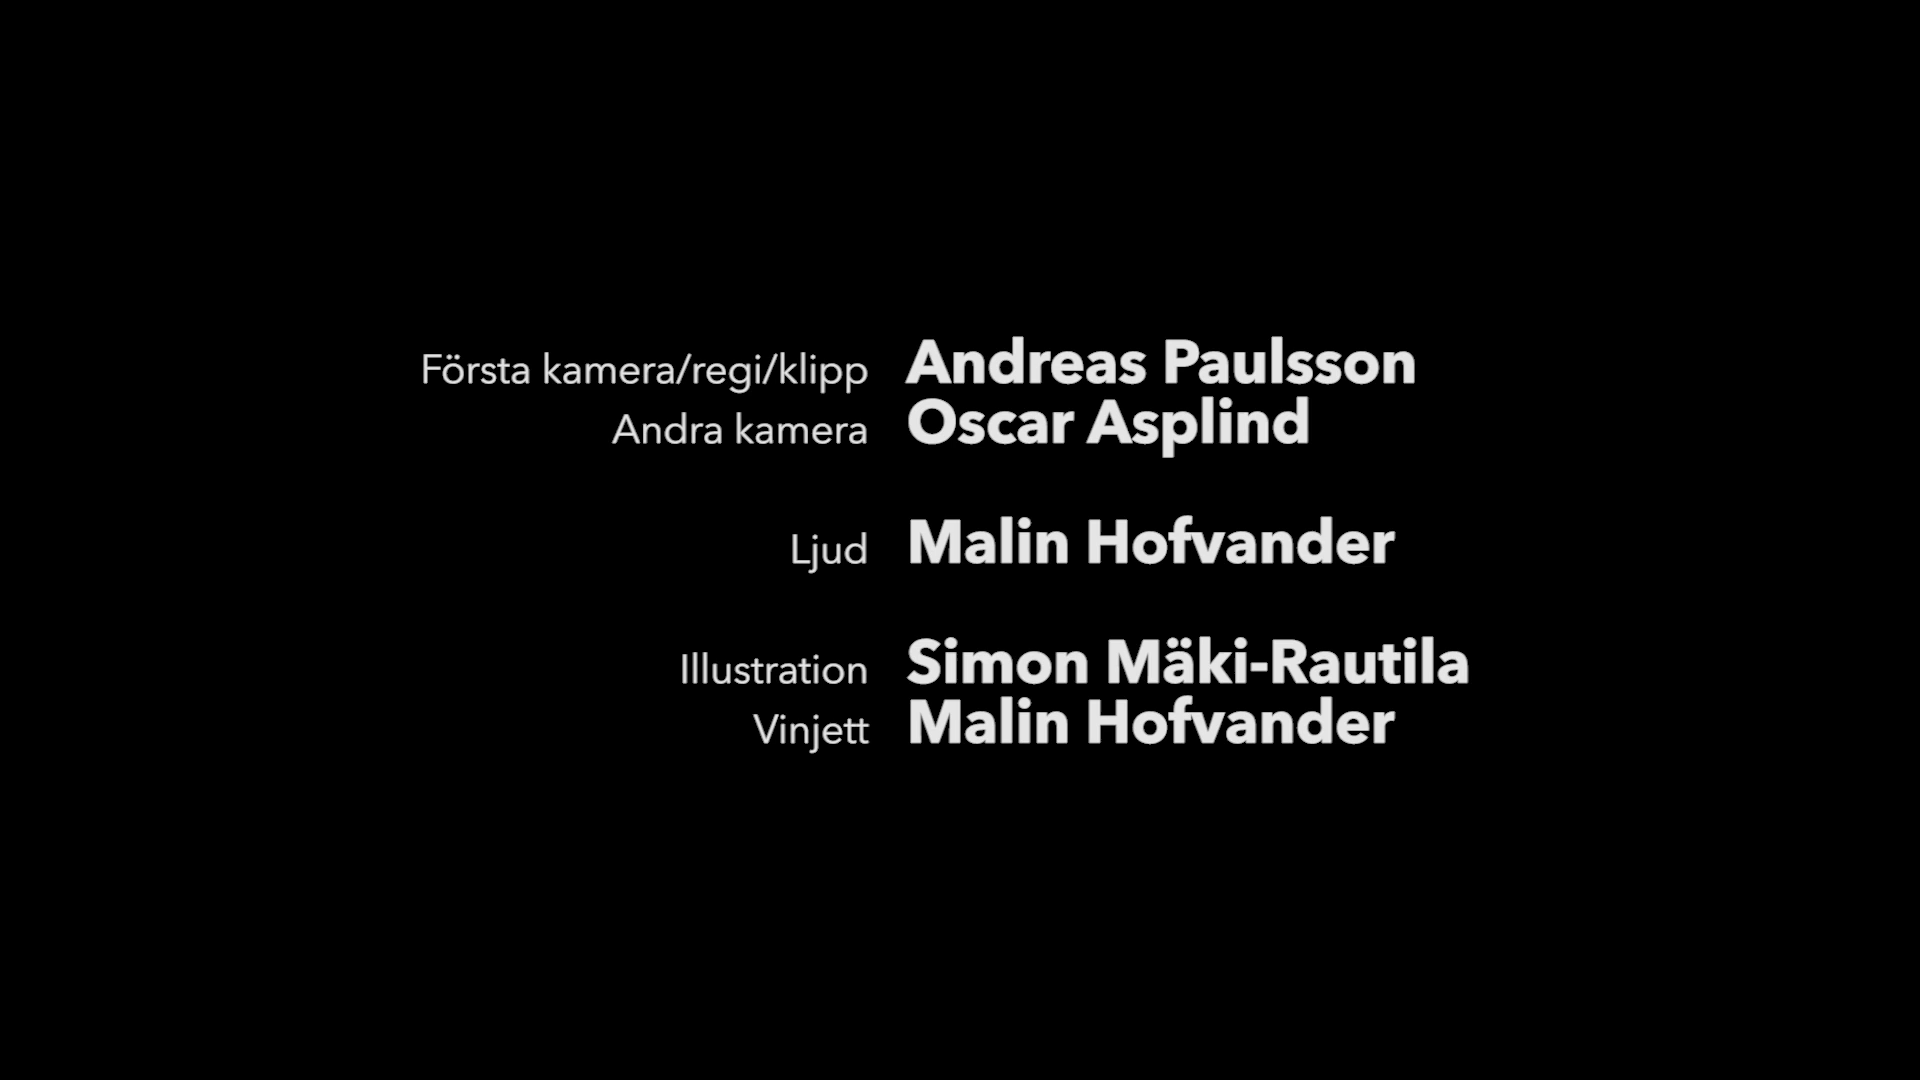 Första kamera/regi/klipp Andreas Paulsson
Andra kamera Oscar Asplind
Ljud Malin Hofvander
Illustration Simon Mäki-Rautila
Vinjett Malin Hofvander